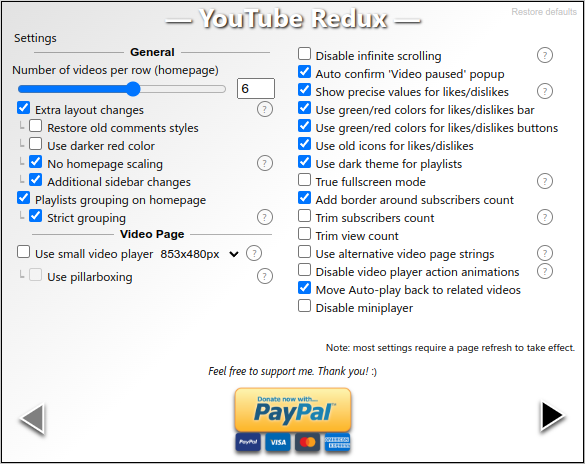 — YouTube Redux —
Restore defaults
Settings
General
Number of videos per row (homepage)
6
Extra layout changes ?
Restore old comments styles
Use darker red color
No homepage scaling ?
Additional sidebar changes
Playlists grouping on homepage
Strict grouping ?
Video Page
Use small video player 853x480px ?
Use pillarboxing ?
Disable infinite scrolling ?
Auto confirm 'Video paused' popup
Show precise values for likes/dislikes ?
Use green/red colors for likes/dislikes bar
Use green/red colors for likes/dislikes buttons
Use old icons for likes/dislikes
Use dark theme for playlists
True fullscreen mode ?
Add border around subscribers count
Trim subscribers count ?
Trim view count
Use alternative video page strings ?
Disable video player action animations ?
Move Auto-play back to related videos
Disable miniplayer
Note: most settings require a page refresh to take effect.
Feel free to support me. Thank you! :)
Donate now with...
PayPal™
PayPal VISA mastercard AMERICAN EXPRESS